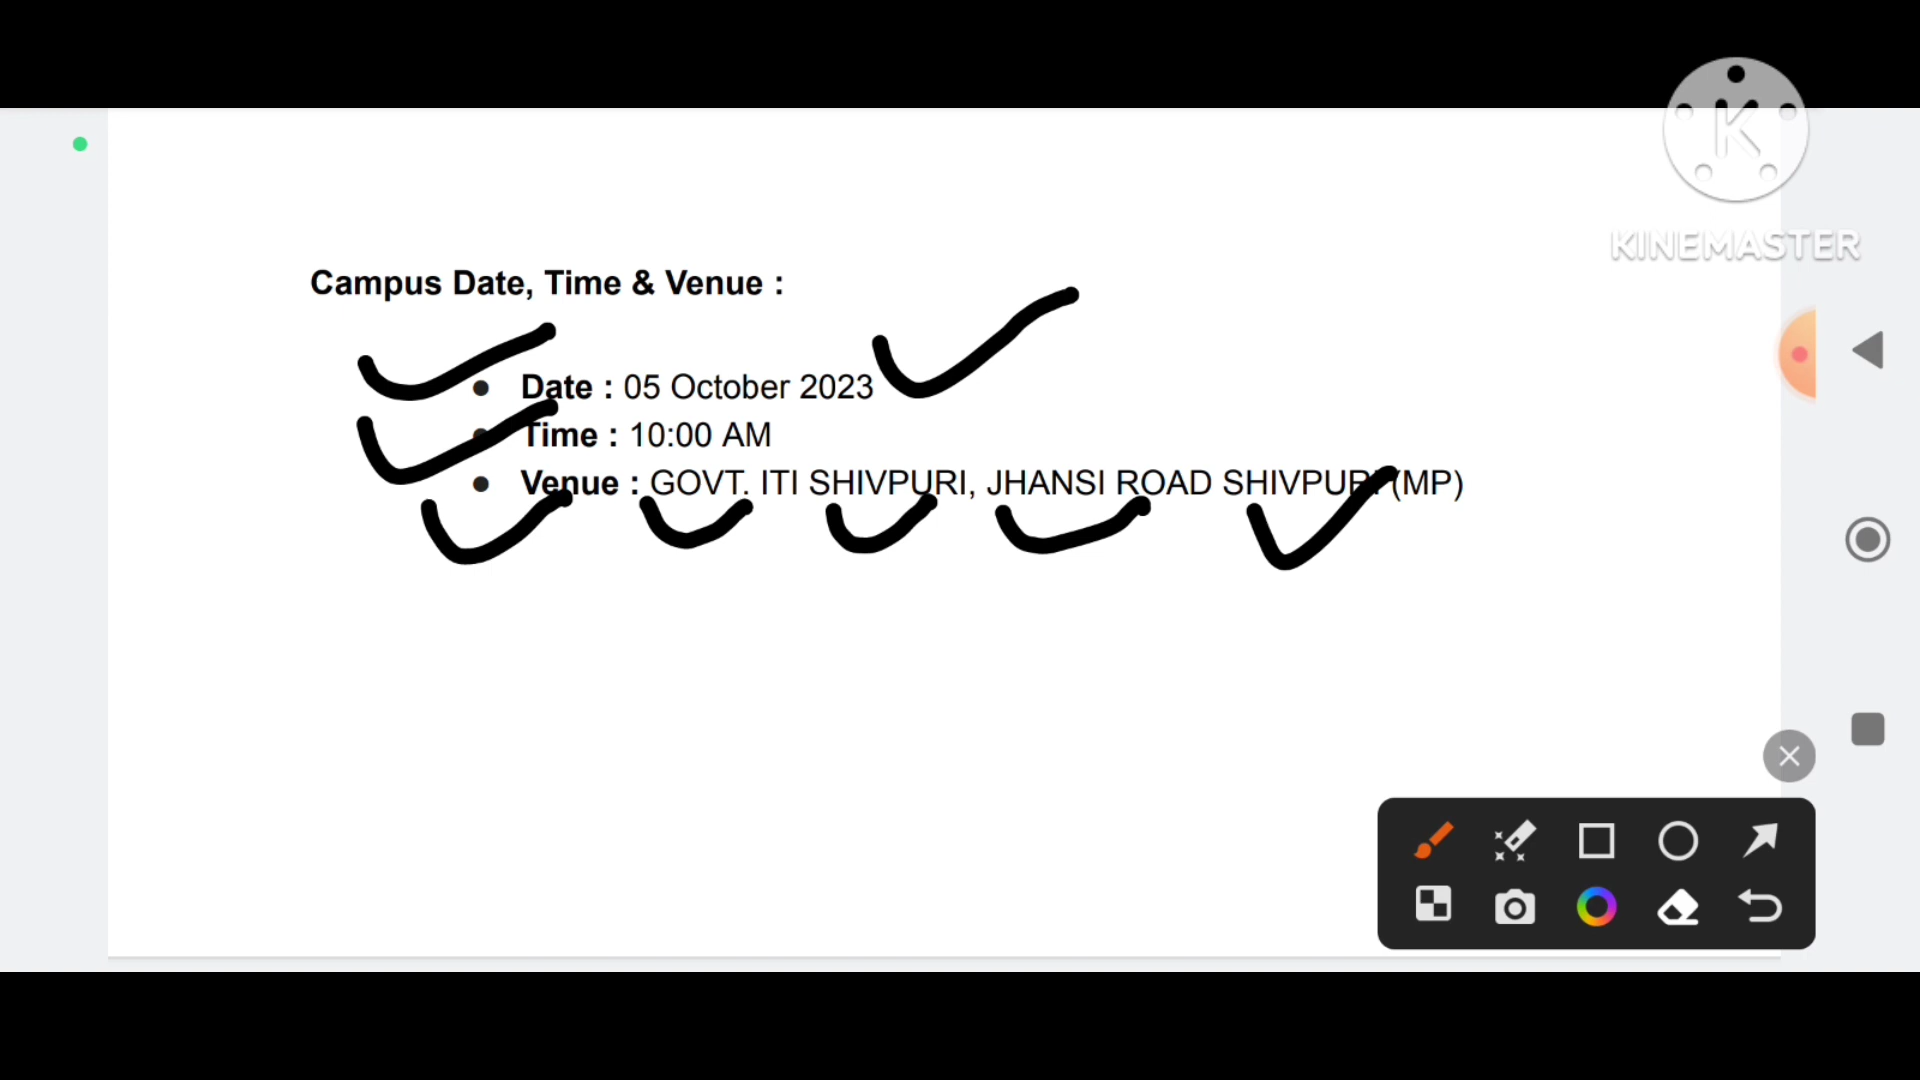 K
KINEMASTER
Campus Date, Time & Venue :
● Date : 05 October 2023
● Time : 10:00 AM
● Venue : GOVT. ITI SHIVPURI, JHANSI ROAD SHIVPURI (MP)